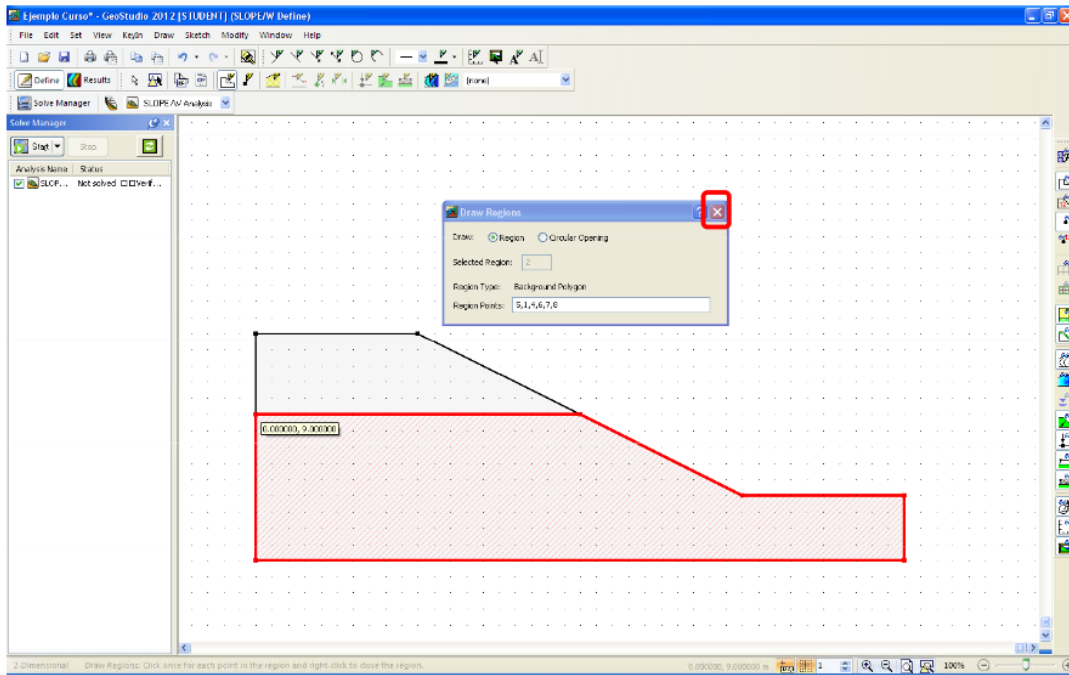 Ejemplo Curso* - GeoStudio 2012 [STUDENT] (SLOPE/W Define)
File Edit Set View KeyIn Draw Sketch Modify Window Help
Define Results (none)
Solve Manager SLOPE/W Analysis
Solve Manager
Start Stop
Analysis Name Status
SLOP... Not solved Verif...
Draw Regions
Draw: Region Circular Opening
Selected Region: 2
Region Type: Background Polygon
Region Points: 5,1,4,6,7,8
0.000000, 9.000000
2-Dimensional Draw Regions: Click once for each point in the region and right-click to close the region. 0.000000, 9.000000 m 1 100%